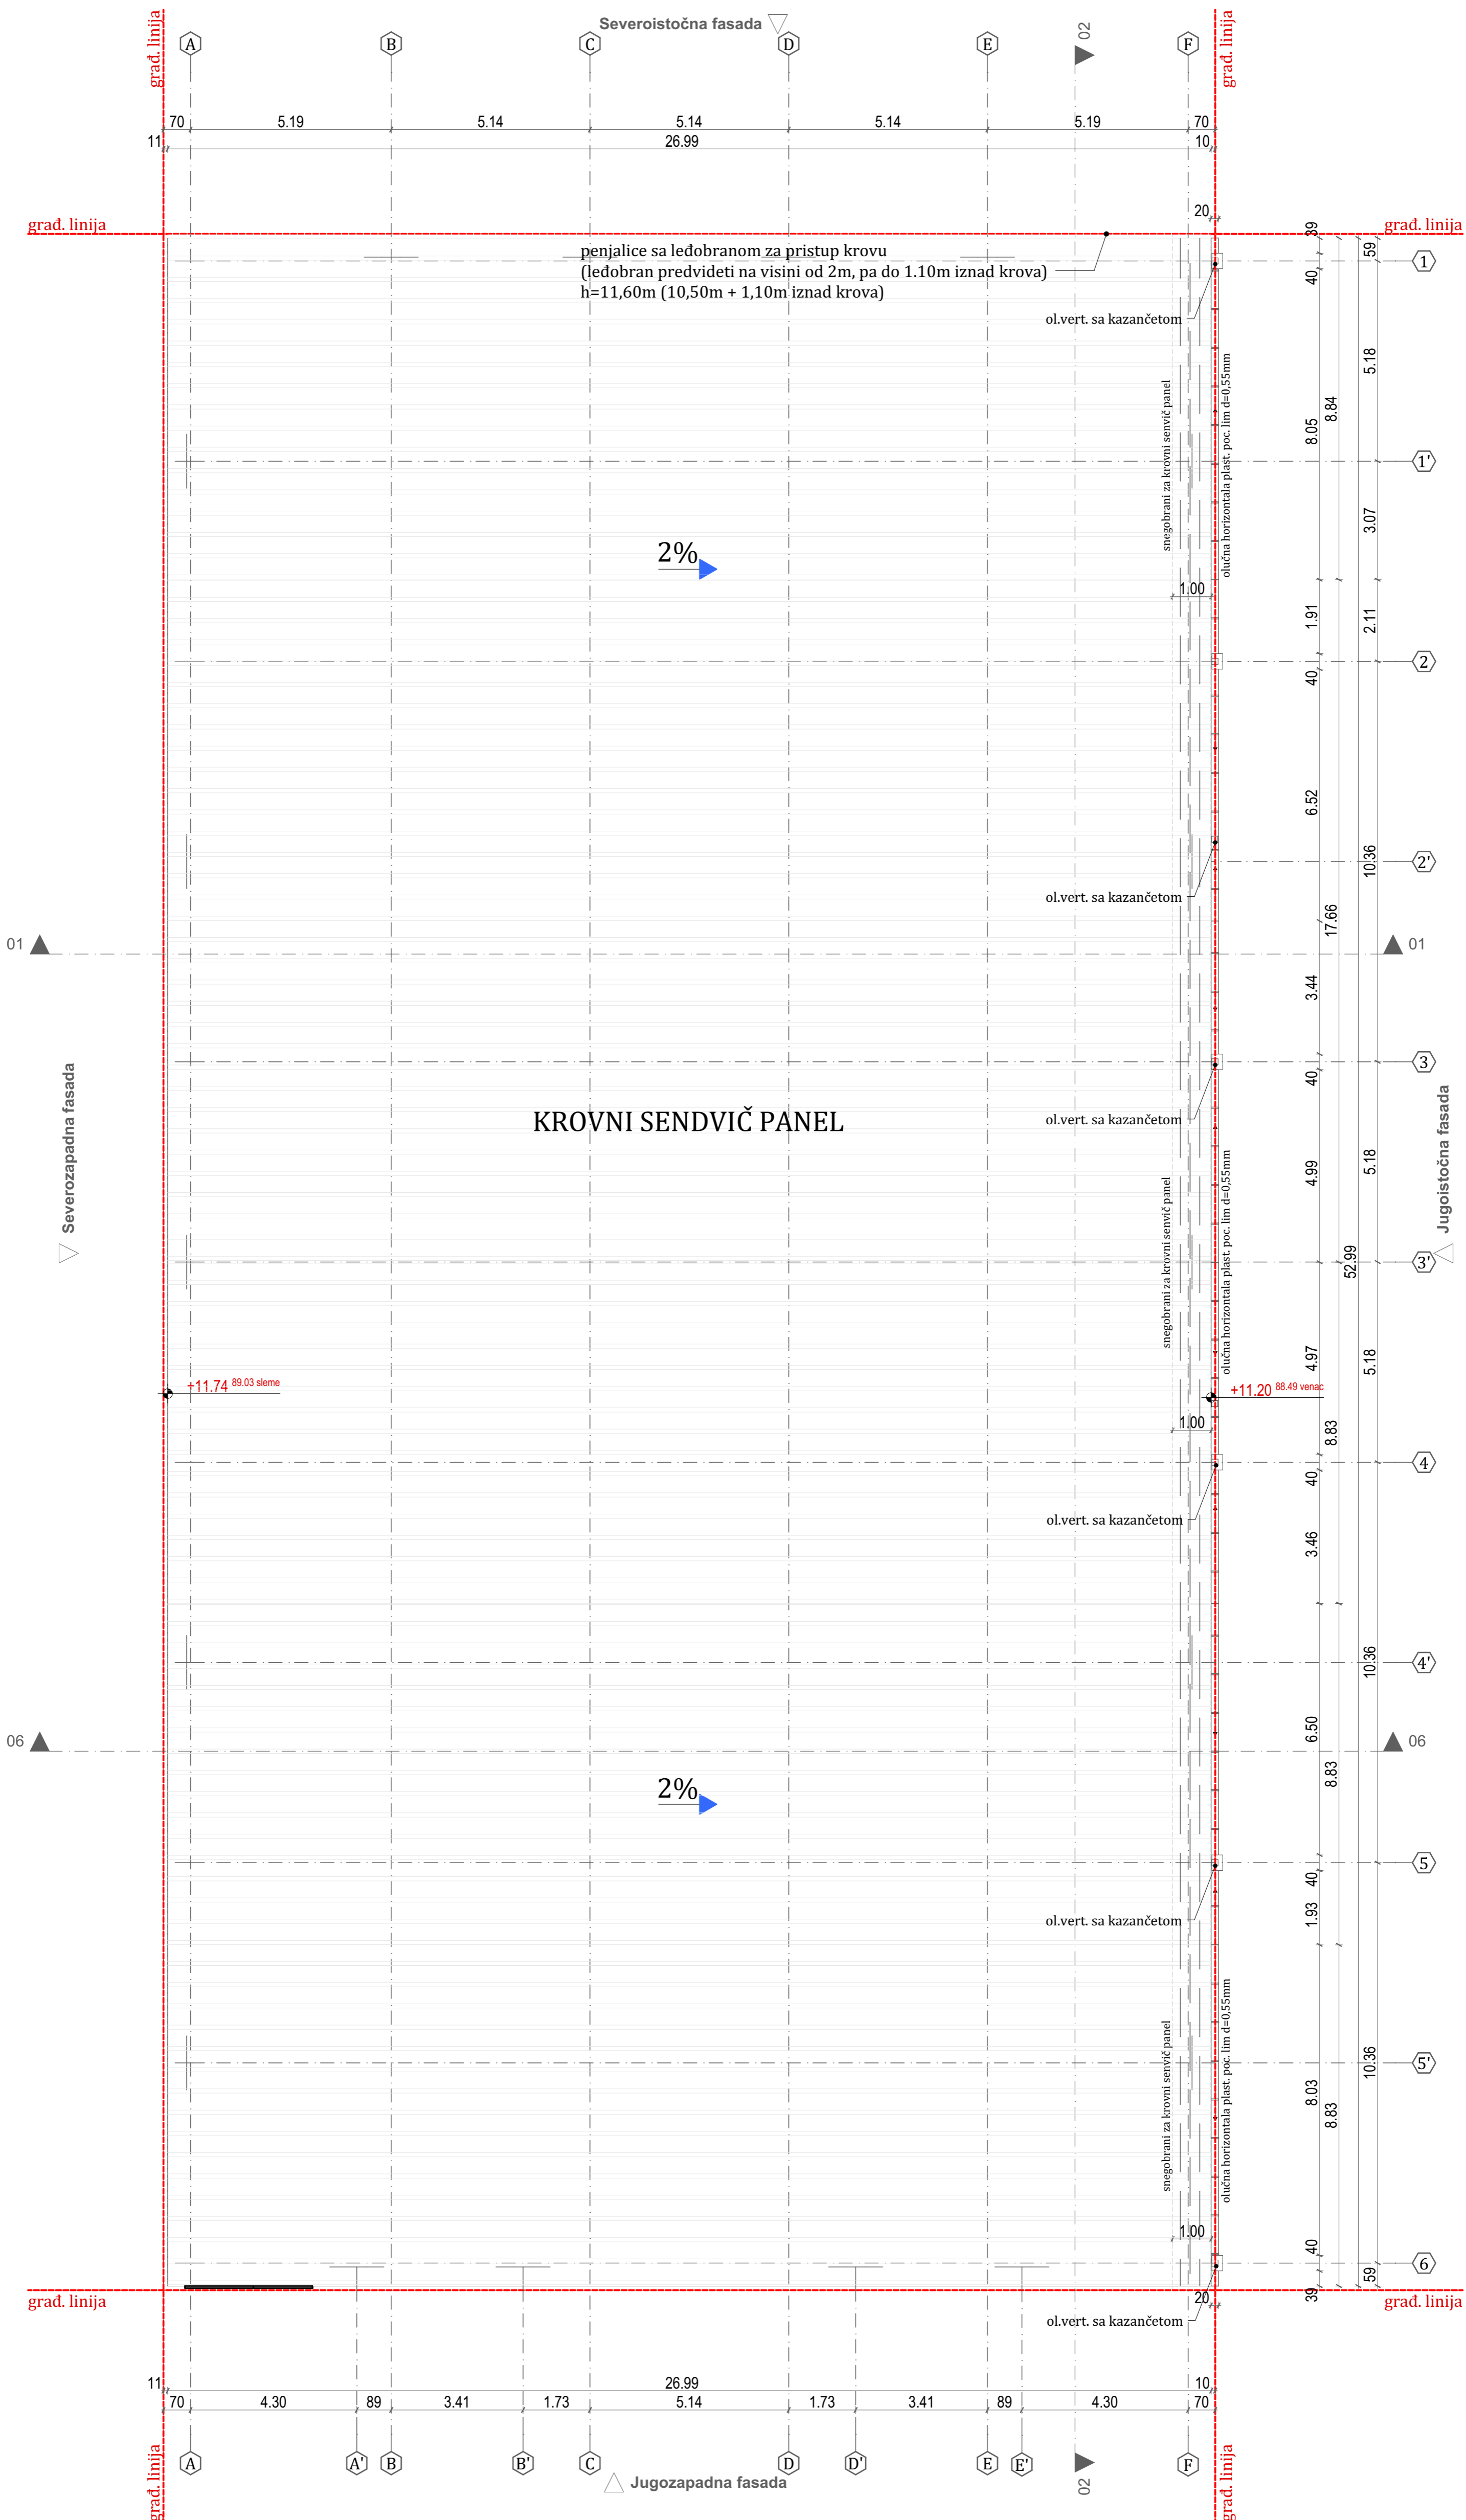 Severoistočna fasada
građ. linija
građ. linija
A
B
C
D
E
02
F
70
5.19
5.14
5.14
5.14
5.19
70
11
26.99
10
20
građ. linija
građ. linija
39
59
1
penjalice sa leđobranom za pristup krovu
(leđobran predvideti na visini od 2m, pa do 1.10m iznad krova)
h=11,60m (10,50m + 1,10m iznad krova)
40
ol.vert. sa kazančetom
snegobrani za krovni senvič panel
olučna horizontala plast. poc. lim d=0,55mm
8.05
8.84
5.18
1'
3.07
2%
1.00
1.91
2.11
2
40
6.52
10.36
2'
ol.vert. sa kazančetom
17.66
01
01
3.44
3
40
KROVNI SENDVIČ PANEL
ol.vert. sa kazančetom
Severozapadna fasada
Jugoistočna fasada
snegobrani za krovni senvič panel
olučna horizontala plast. poc. lim d=0,55mm
4.99
5.18
52.99
3'
4.97
5.18
+11.74 89.03 sleme
+11.20 88.49 venac
1.00
8.83
4
40
ol.vert. sa kazančetom
3.46
10.36
4'
6.50
06
06
8.83
2%
5
40
1.93
ol.vert. sa kazančetom
snegobrani za krovni senvič panel
olučna horizontala plast. poc. lim d=0,55mm
10.36
5'
8.03
8.83
1.00
40
6
59
39
20
građ. linija
građ. linija
ol.vert. sa kazančetom
11
26.99
10
70
4.30
89
3.41
1.73
5.14
1.73
3.41
89
4.30
70
A
A'
B
B'
C
D
D'
E
E'
F
02
građ. linija
građ. linija
Jugozapadna fasada